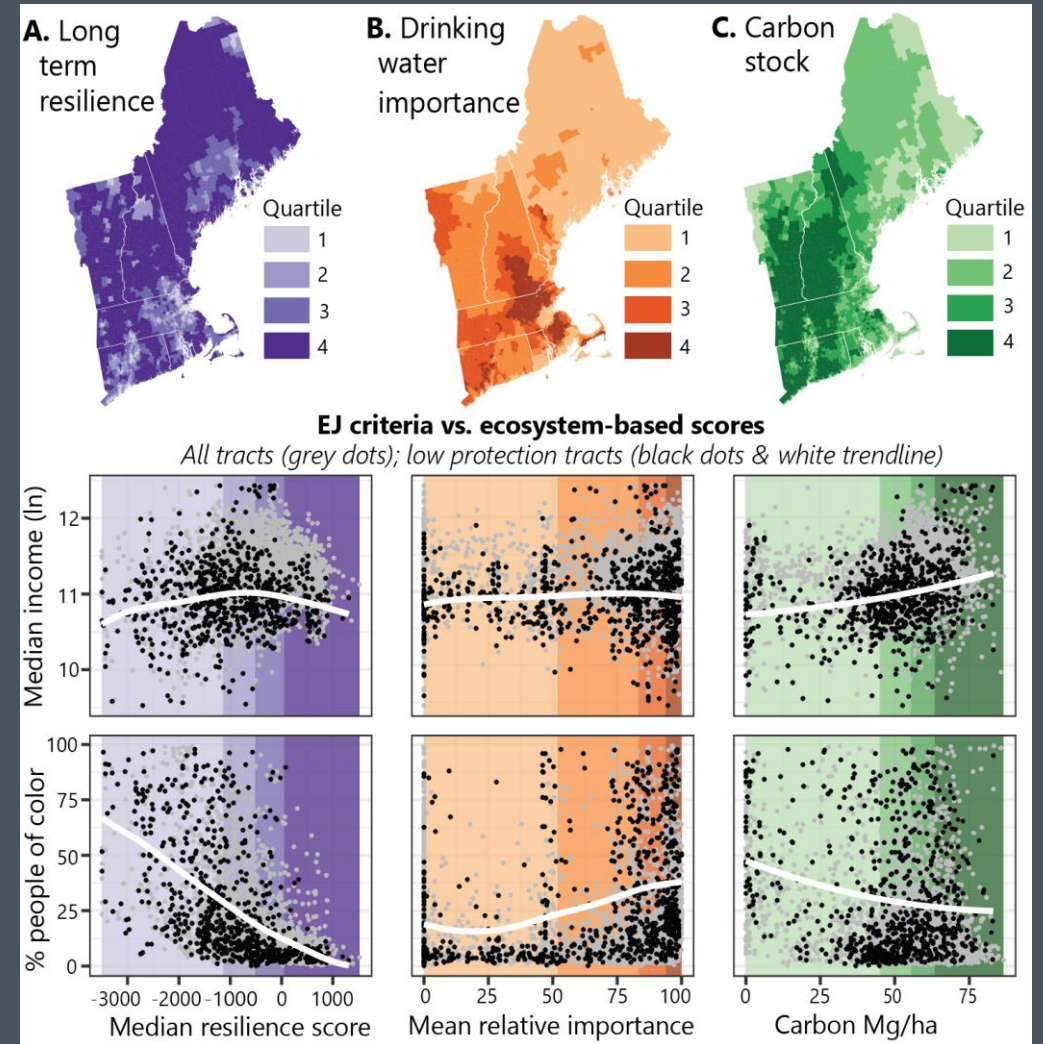 A. Long
term
resilience
Quartile
1
2
3
4
B. Drinking
water
importance
Quartile
1
2
3
4
C. Carbon
stock
Quartile
1
2
3
4
EJ criteria vs. ecosystem-based scores
All tracts (grey dots); low protection tracts (black dots & white trendline)
Median income (ln)
12
11
10
% people of color
100
75
50
25
0
-3000 -2000 -1000 0 1000
Median resilience score
0 25 50 75 100
Mean relative importance
0 25 50 75
Carbon Mg/ha